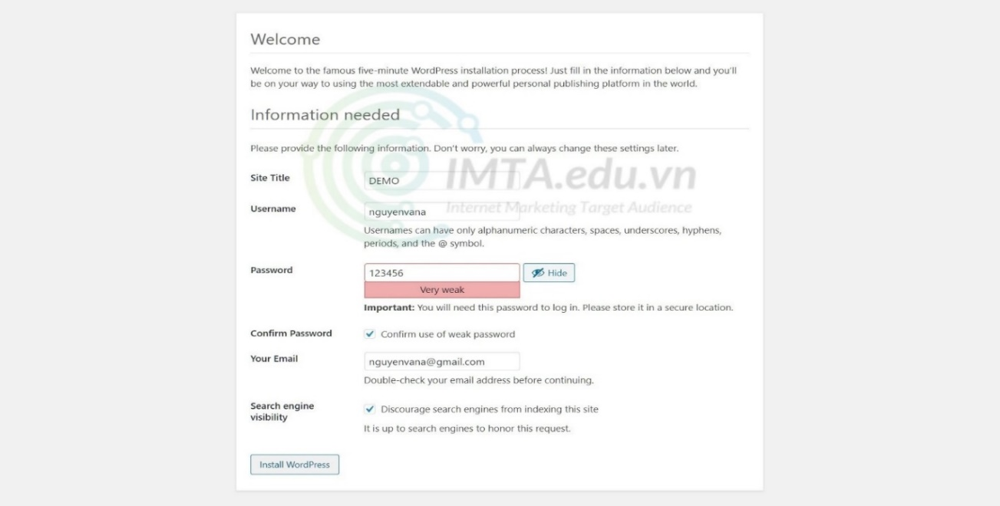 Welcome
Welcome to the famous five-minute WordPress installation process! Just fill in the information below and you'll
be on your way to using the most extendable and powerful personal publishing platform in the world.
Information needed
Please provide the following information. Don't worry, you can always change these settings later.
IMTA.edu.vn
Internet Marketing Target Audience
Site Title
DEMO
Username
nguyenvana
Usernames can have only alphanumeric characters, spaces, underscores, hyphens,
periods, and the @ symbol.
Password
123456
Hide
Very weak
Important: You will need this password to log in. Please store it in a secure location.
Confirm Password
Confirm use of weak password
Your Email
nguyenvana@gmail.com
Double-check your email address before continuing.
Search engine
visibility
Discourage search engines from indexing this site
It is up to search engines to honor this request.
Install WordPress